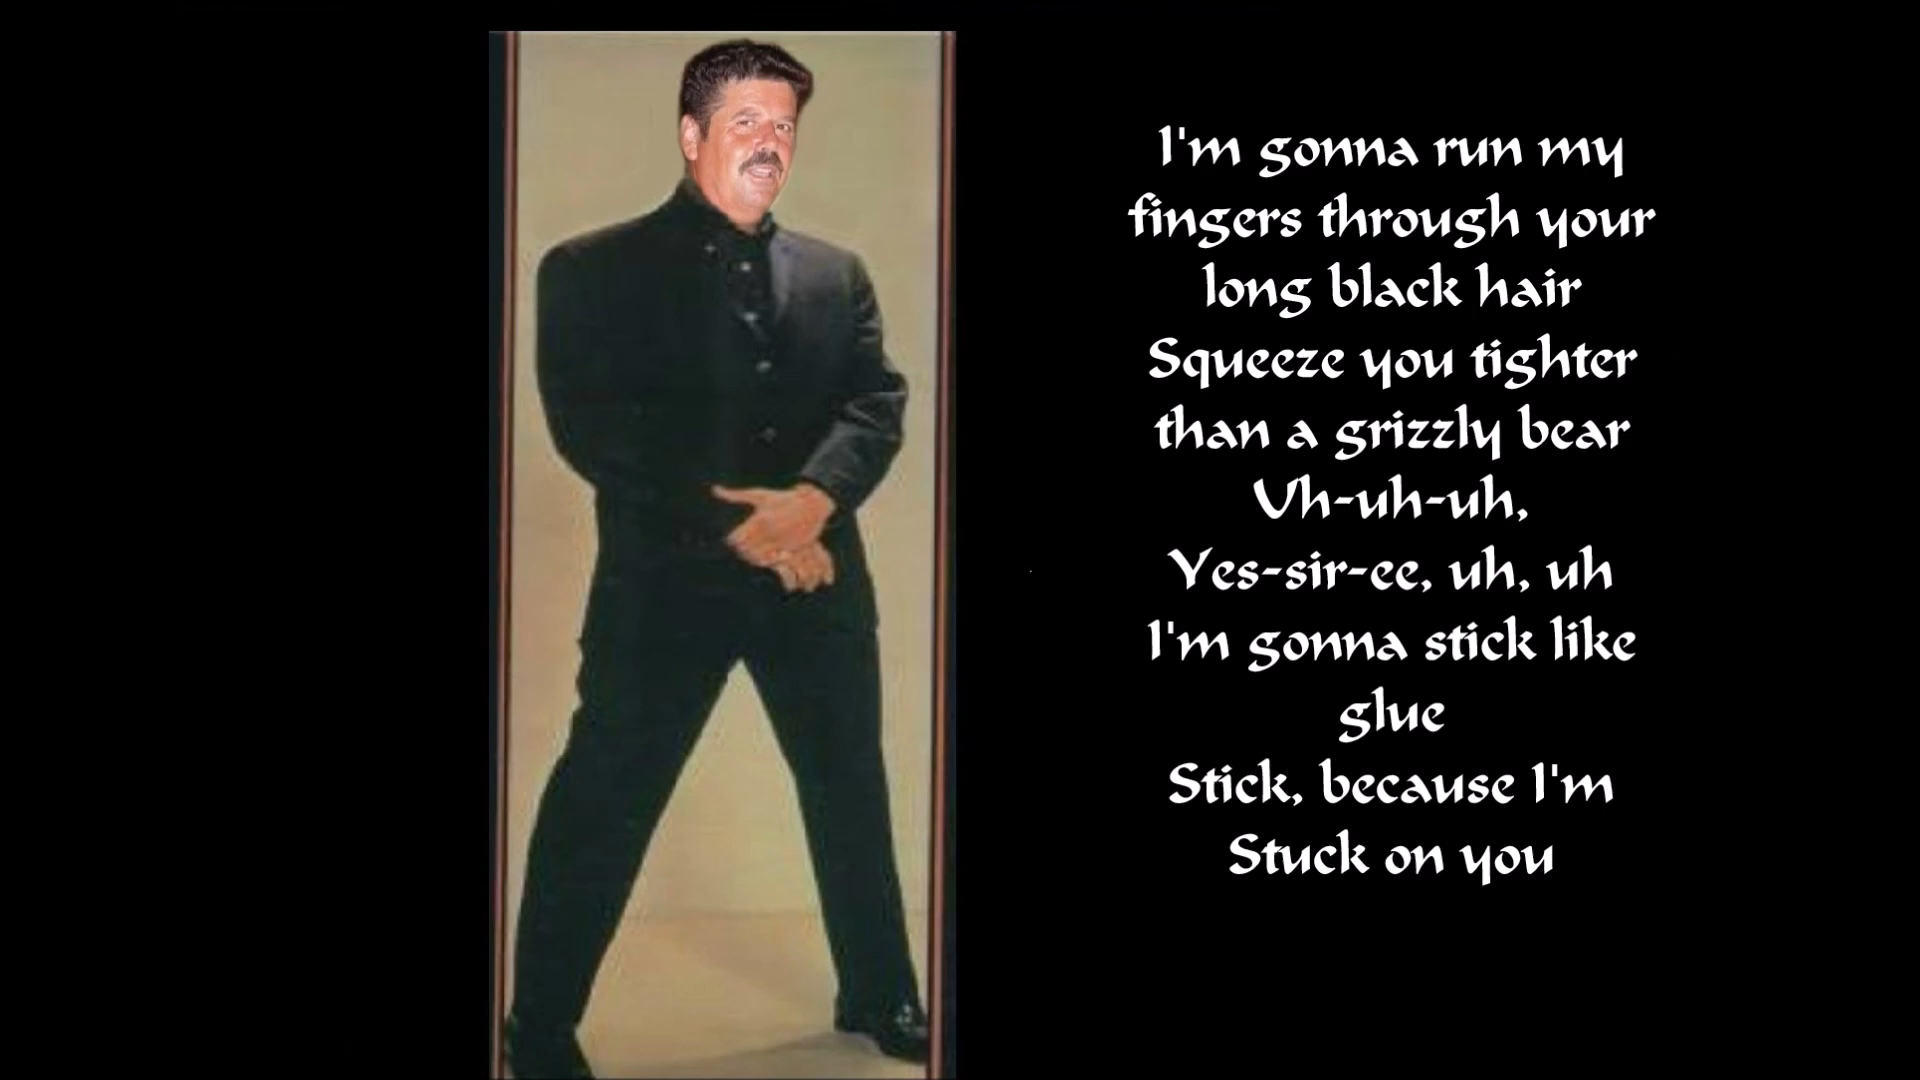 I'm gonna run my
fingers through your
long black hair
Squeeze you tighter
than a grizzly bear
Uh-uh-uh,
Yes-sir-ee, uh, uh
I'm gonna stick like
glue
Stick, because I'm
Stuck on you